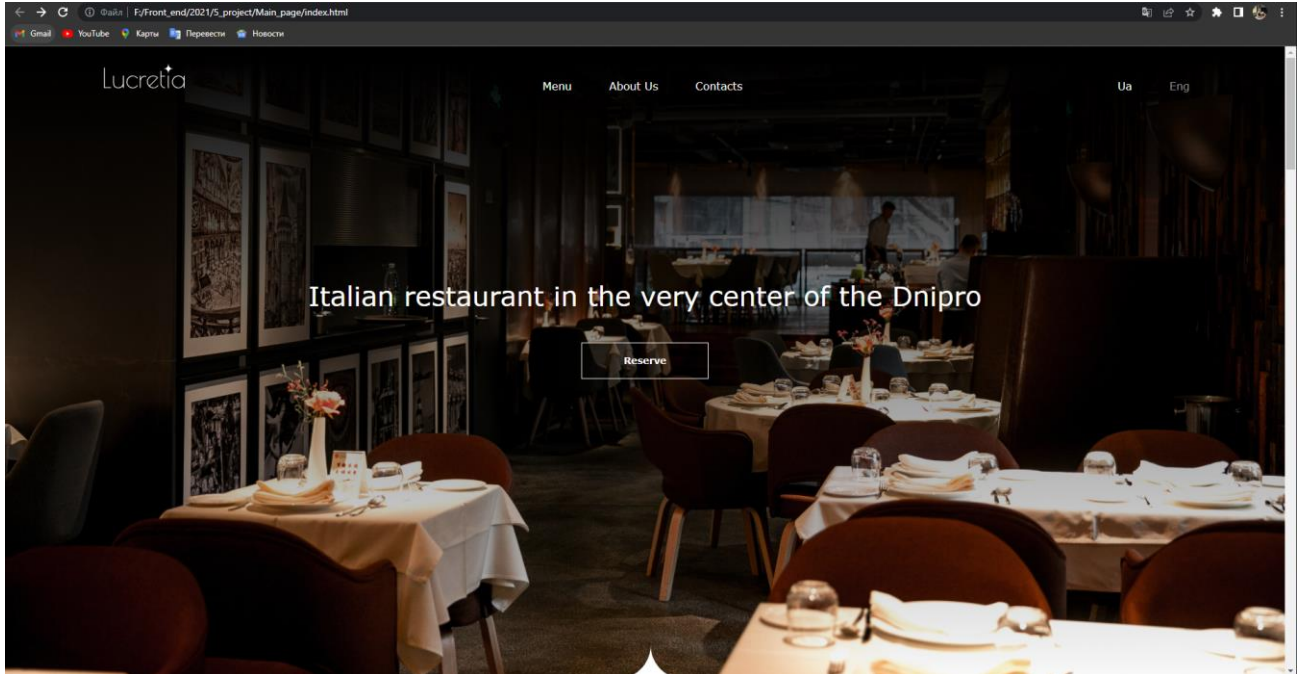 Файл | F:/Front_end/2021/5_project/Main_page/index.html
Gmail YouTube Карты Перевести Новости
Lucretia Menu About Us Contacts Ua Eng
Italian restaurant in the very center of the Dnipro
Reserve